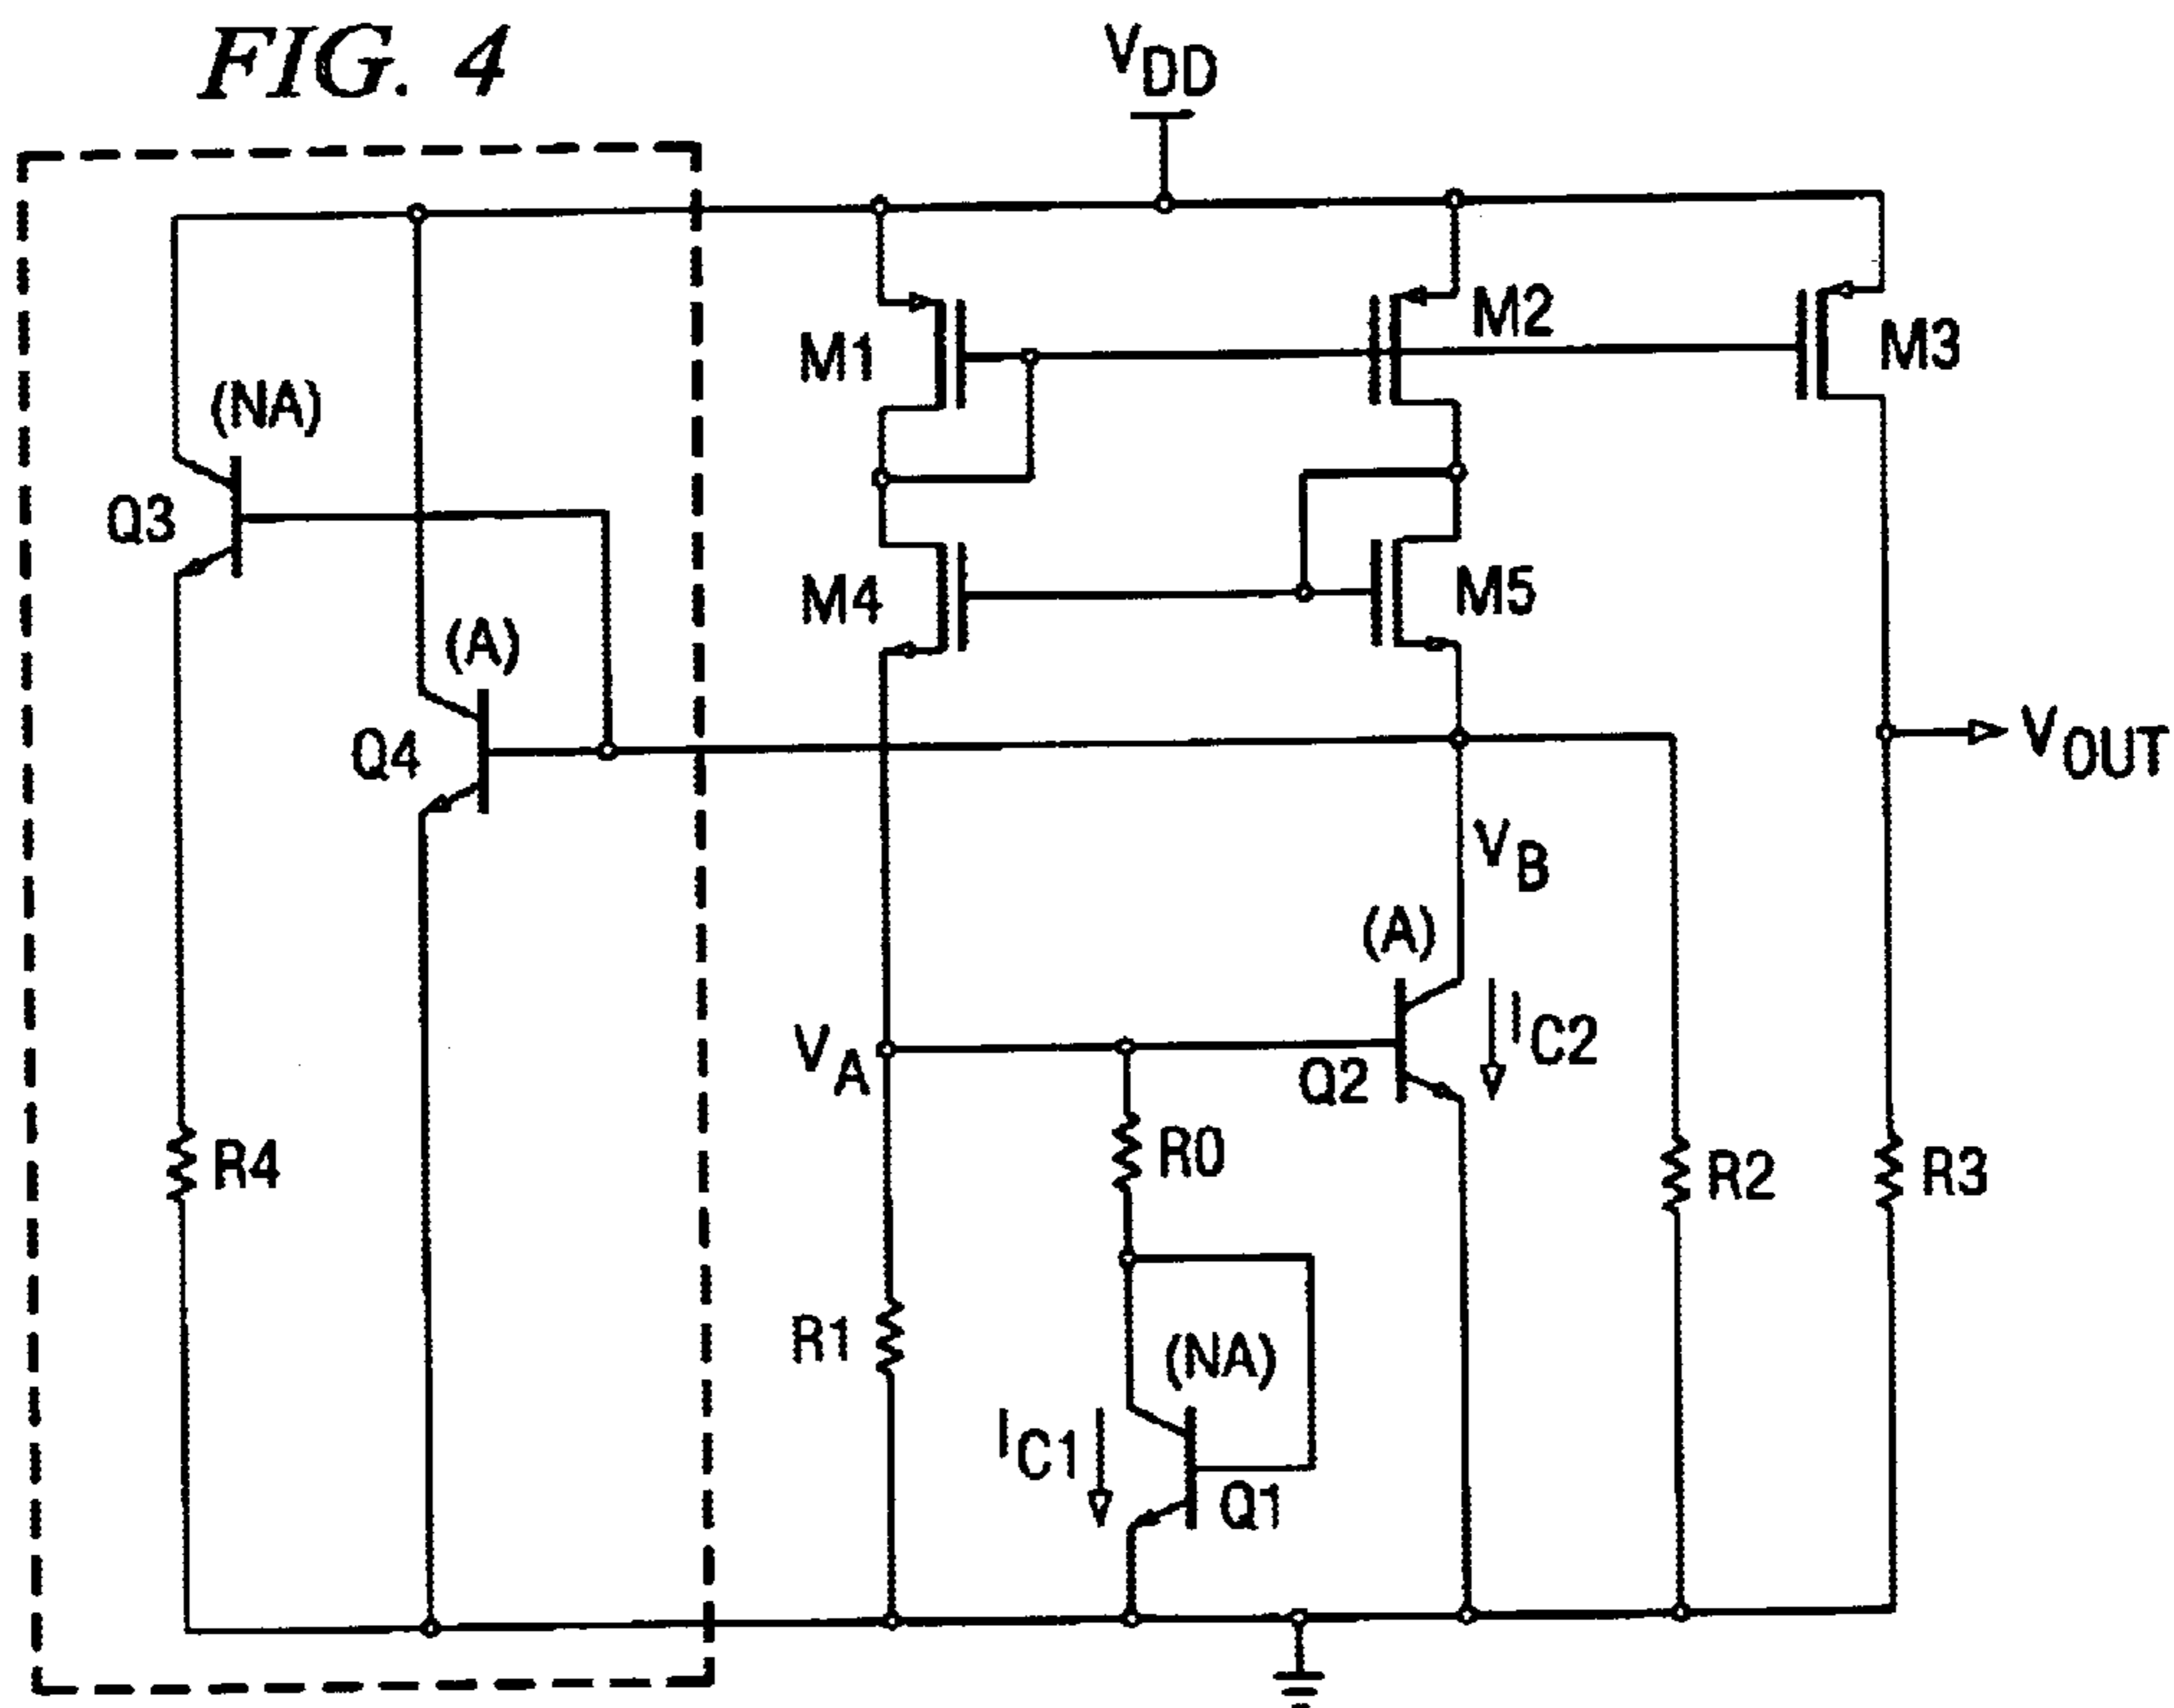 FIG. 4
VDD
M1
M2
M3
(NA)
Q3
M4
M5
(A)
Q4
VOUT
VB
(A)
VA
Q2
IC2
R4
R0
R2
R3
R1
(NA)
IC1
Q1